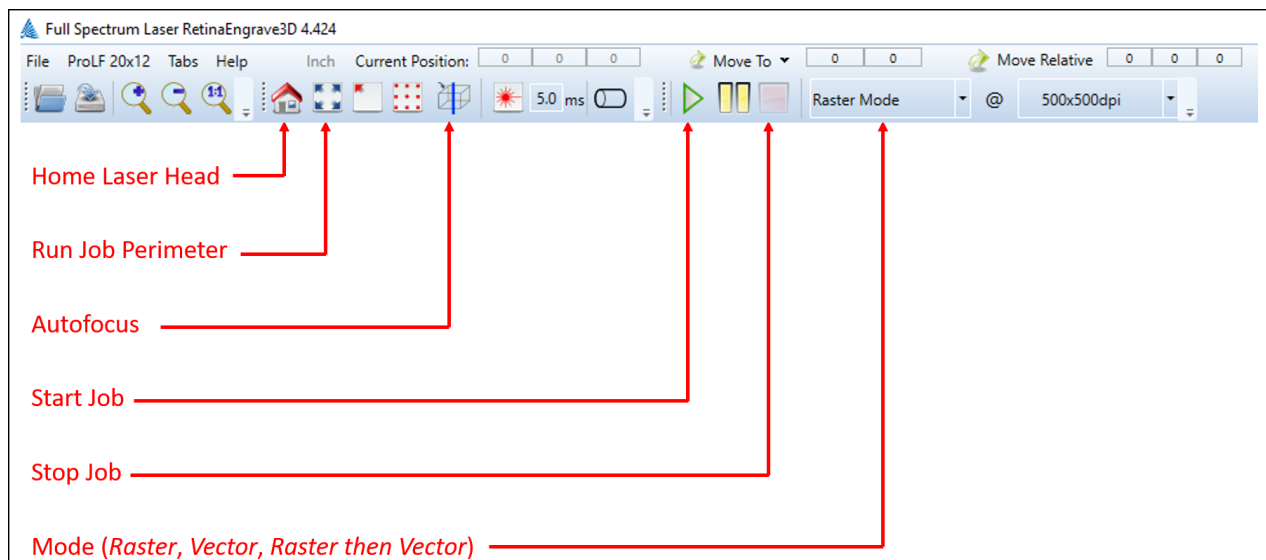 Full Spectrum Laser RetinaEngrave3D 4.424
File ProLF 20x12 Tabs Help Inch Current Position: 0 0 0 Move To 0 0 Move Relative 0 0 0
1:1 5.0 ms Raster Mode @ 500x500dpi
Home Laser Head
Run Job Perimeter
Autofocus
Start Job
Stop Job
Mode (Raster, Vector, Raster then Vector)